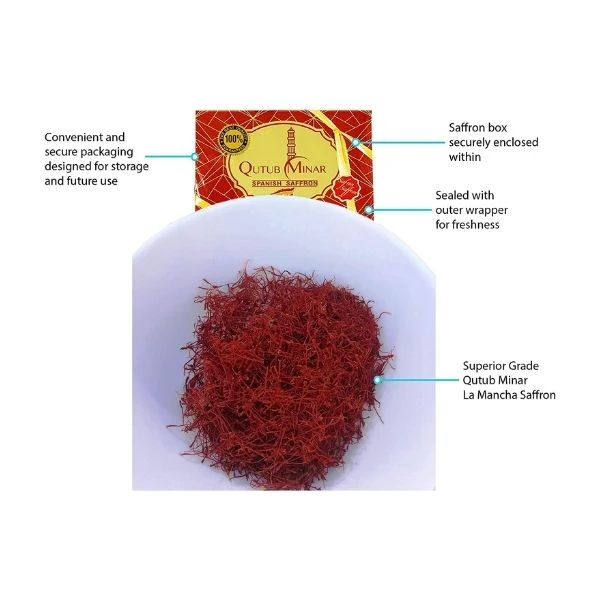 Convenient and
secure packaging
designed for storage
and future use
100%
QUTUB MINAR
SPANISH SAFFRON
Saffron box
securely enclosed
within
Sealed with
outer wrapper
for freshness
Superior Grade
Qutub Minar
La Mancha Saffron